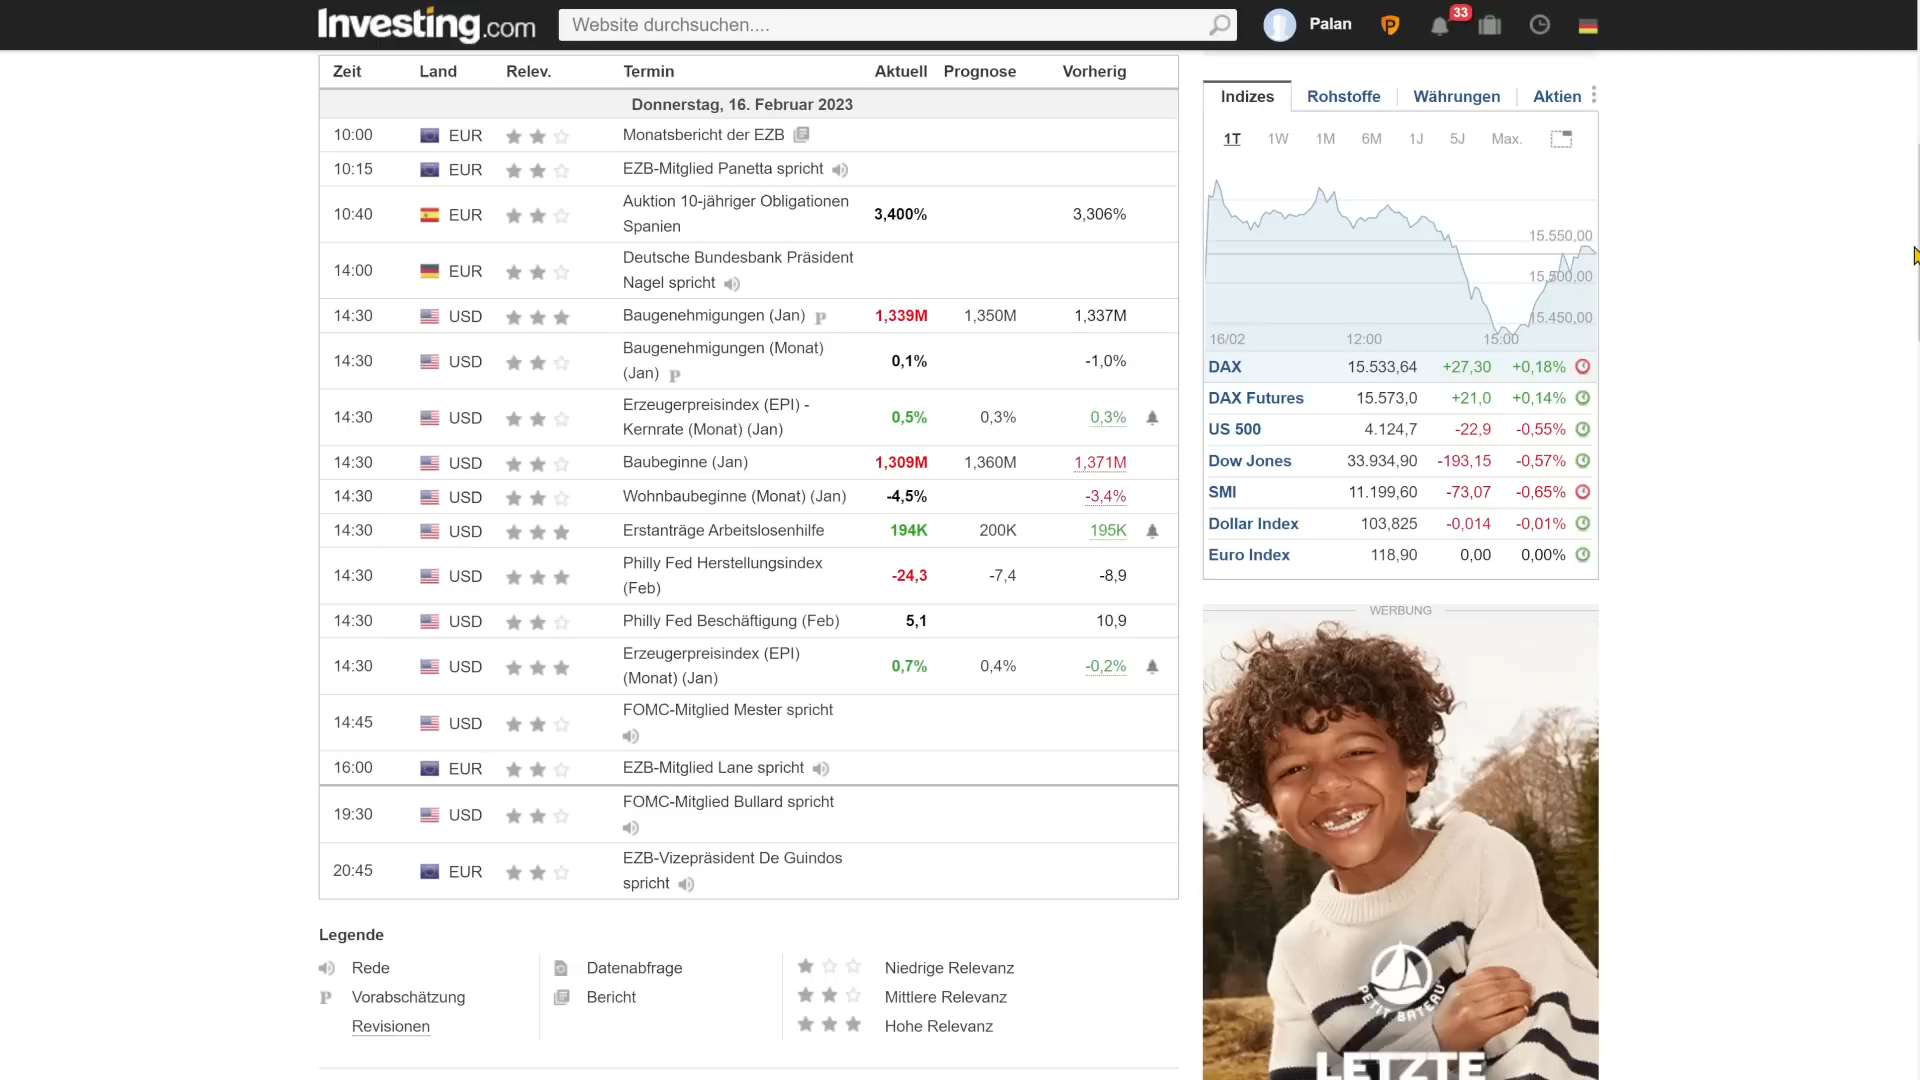 Investing.com
Website durchsuchen....
Palan
33
Zeit Land Relev. Termin Aktuell Prognose Vorherig
Donnerstag, 16. Februar 2023
10:00 EUR Monatsbericht der EZB
10:15 EUR EZB-Mitglied Panetta spricht
10:40 EUR Auktion 10-jähriger Obligationen Spanien 3,400% 3,306%
14:00 EUR Deutsche Bundesbank Präsident Nagel spricht
14:30 USD Baugenehmigungen (Jan) P 1,339M 1,350M 1,337M
14:30 USD Baugenehmigungen (Monat) (Jan) P 0,1% -1,0%
14:30 USD Erzeugerpreisindex (EPI) - Kernrate (Monat) (Jan) 0,5% 0,3% 0,3%
14:30 USD Baubeginne (Jan) 1,309M 1,360M 1,371M
14:30 USD Wohnbaubeginne (Monat) (Jan) -4,5% -3,4%
14:30 USD Erstanträge Arbeitslosenhilfe 194K 200K 195K
14:30 USD Philly Fed Herstellungsindex (Feb) -24,3 -7,4 -8,9
14:30 USD Philly Fed Beschäftigung (Feb) 5,1 10,9
14:30 USD Erzeugerpreisindex (EPI) (Monat) (Jan) 0,7% 0,4% -0,2%
14:45 USD FOMC-Mitglied Mester spricht
16:00 EUR EZB-Mitglied Lane spricht
19:30 USD FOMC-Mitglied Bullard spricht
20:45 EUR EZB-Vizepräsident De Guindos spricht
Legende
Rede Datenabfrage Niedrige Relevanz
P Vorabschätzung Bericht Mittlere Relevanz
Revisionen Hohe Relevanz
Indizes Rohstoffe Währungen Aktien
1T 1W 1M 6M 1J 5J Max.
15.550,00
15.500,00
15.450,00
16/02 12:00 15:00
DAX 15.533,64 +27,30 +0,18%
DAX Futures 15.573,0 +21,0 +0,14%
US 500 4.124,7 -22,9 -0,55%
Dow Jones 33.934,90 -193,15 -0,57%
SMI 11.199,60 -73,07 -0,65%
Dollar Index 103,825 -0,014 -0,01%
Euro Index 118,90 0,00 0,00%
WERBUNG
PETIT BATEAU
LETZTE